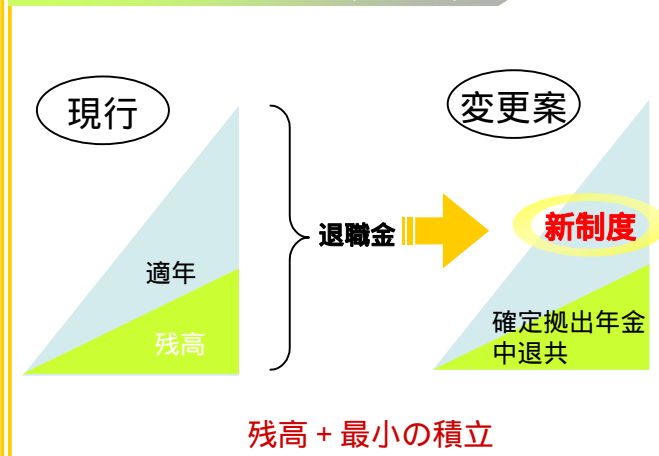 現行
変更案
適年
残高
退職金
新制度
確定拠出年金
中退共
残高 + 最小の積立